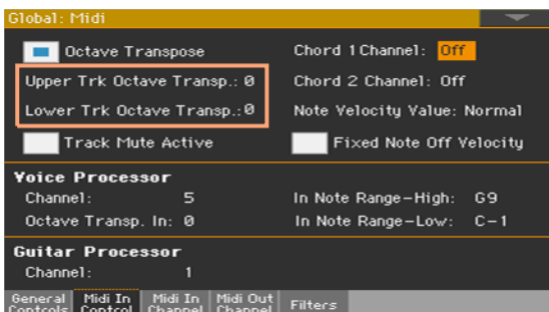 Global: Midi
Octave Transpose Chord 1 Channel: Off
Upper Trk Octave Transp.: 0 Chord 2 Channel: Off
Lower Trk Octave Transp.: 0 Note Velocity Value: Normal
Track Mute Active Fixed Note Off Velocity
Voice Processor
Channel: 5 In Note Range-High: G9
Octave Transp. In: 0 In Note Range-Low: C-1
Guitar Processor
Channel: 1
General Midi In Midi In Midi Out Filters
Controls Control Channel Channel